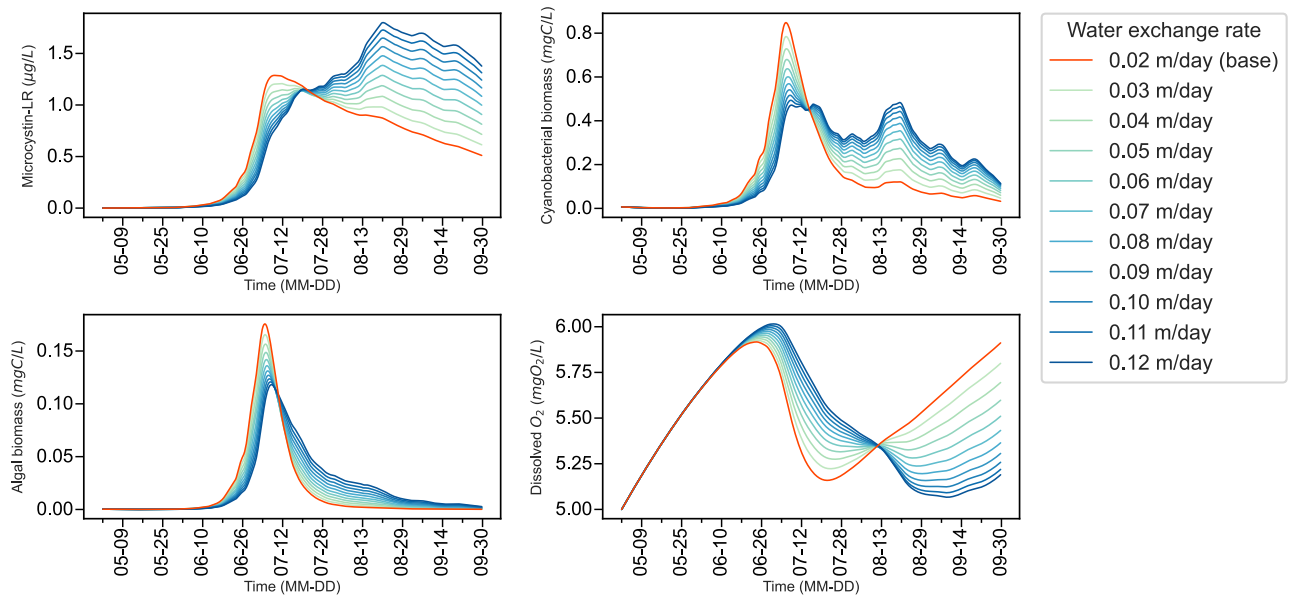 Microcystin-LR (μg/L)
1.5
1.0
0.5
0.0
05-09
05-25
06-10
06-26
07-12
07-28
08-13
08-29
09-14
09-30
Time (MM-DD)
Cyanobacterial biomass (mgC/L)
0.8
0.6
0.4
0.2
0.0
05-09
05-25
06-10
06-26
07-12
07-28
08-13
08-29
09-14
09-30
Time (MM-DD)
Water exchange rate
0.02 m/day (base)
0.03 m/day
0.04 m/day
0.05 m/day
0.06 m/day
0.07 m/day
0.08 m/day
0.09 m/day
0.10 m/day
0.11 m/day
0.12 m/day
Algal biomass (mgC/L)
0.15
0.10
0.05
0.00
05-09
05-25
06-10
06-26
07-12
07-28
08-13
08-29
09-14
09-30
Time (MM-DD)
Dissolved O₂ (mgO₂/L)
6.00
5.75
5.50
5.25
5.00
05-09
05-25
06-10
06-26
07-12
07-28
08-13
08-29
09-14
09-30
Time (MM-DD)